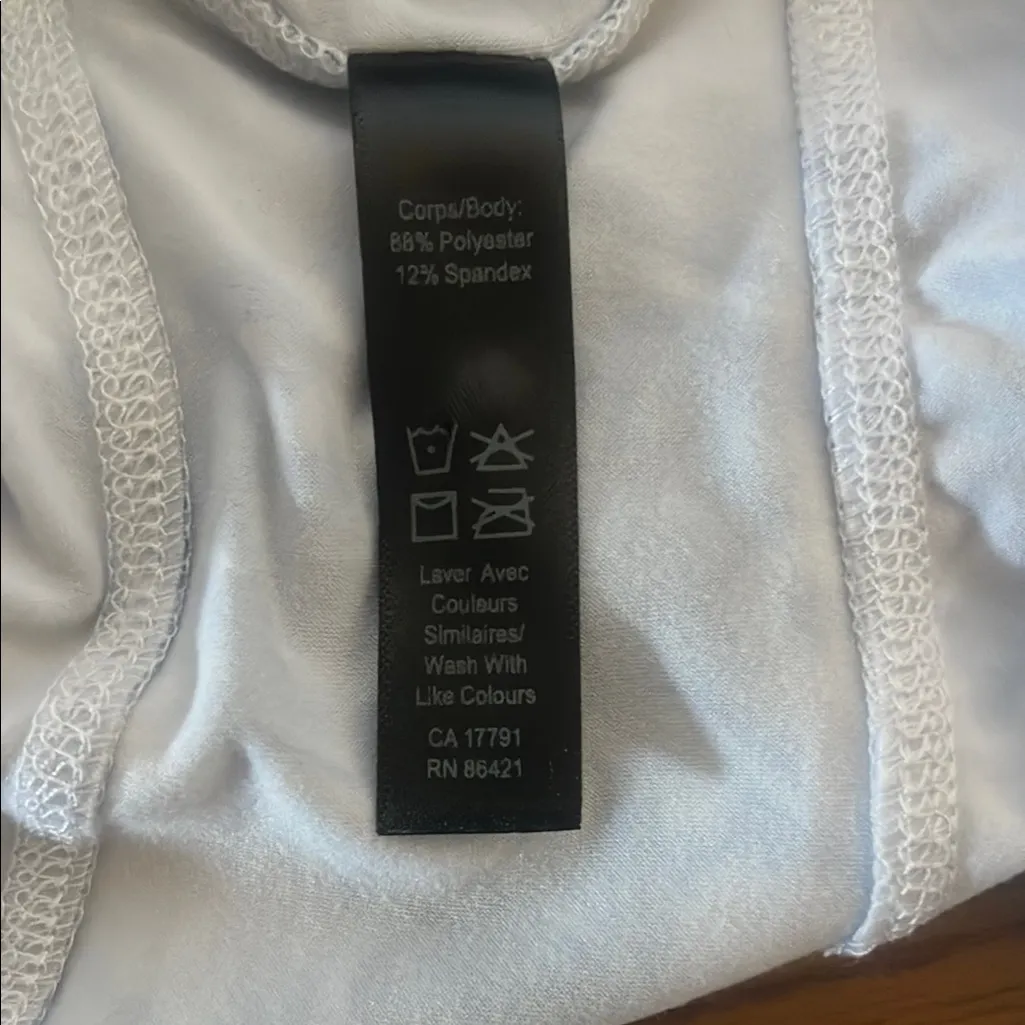 Corps/Body:
88% Polyester
12% Spandex
Laver Avec
Couleurs
Similaires/
Wash With
Like Colours
CA 17791
RN 86421